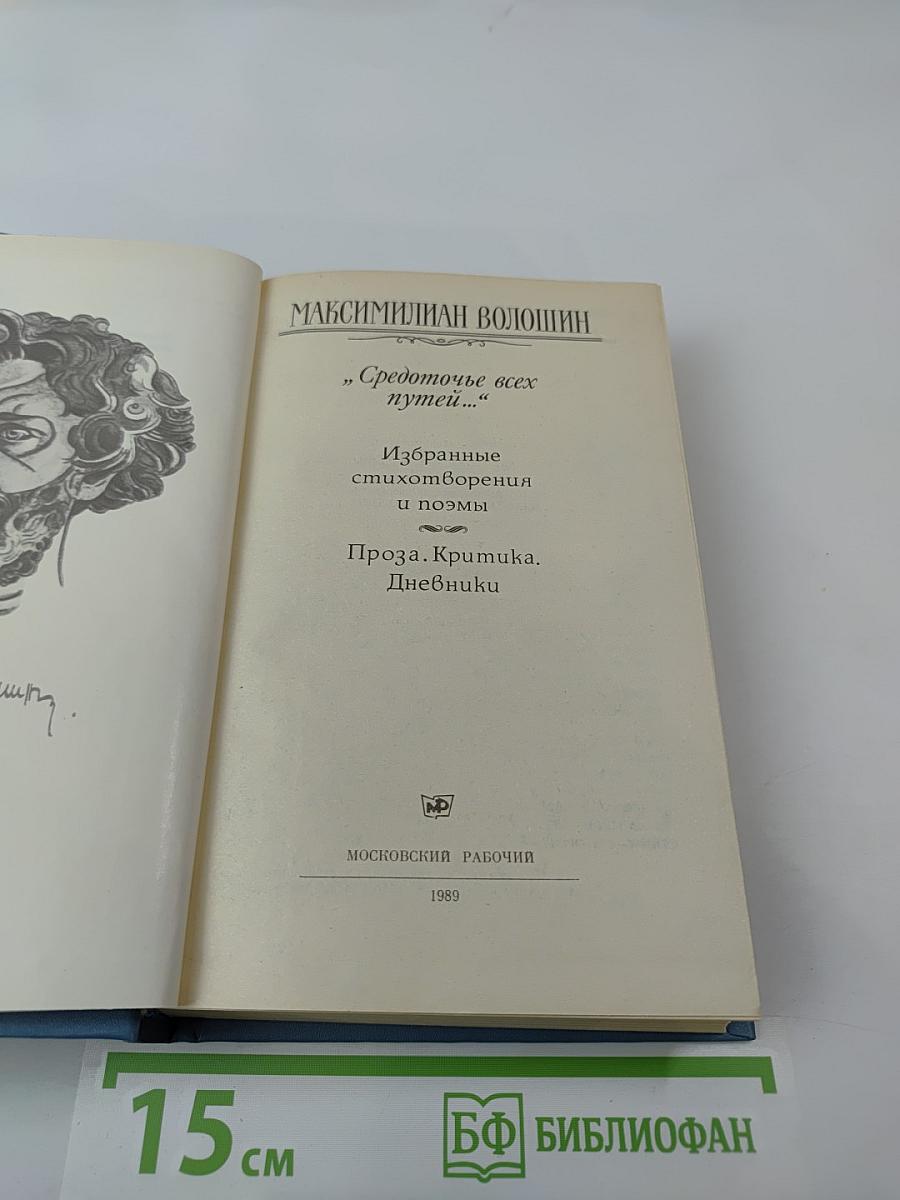 МАКСИМИЛИАН ВОЛОШИН
„Средоточье всех
путей...“
Избранные
стихотворения
и поэмы
Проза. Критика.
Дневники
МР
МОСКОВСКИЙ РАБОЧИЙ
1989
15 см
БФ БИБЛИОФАН